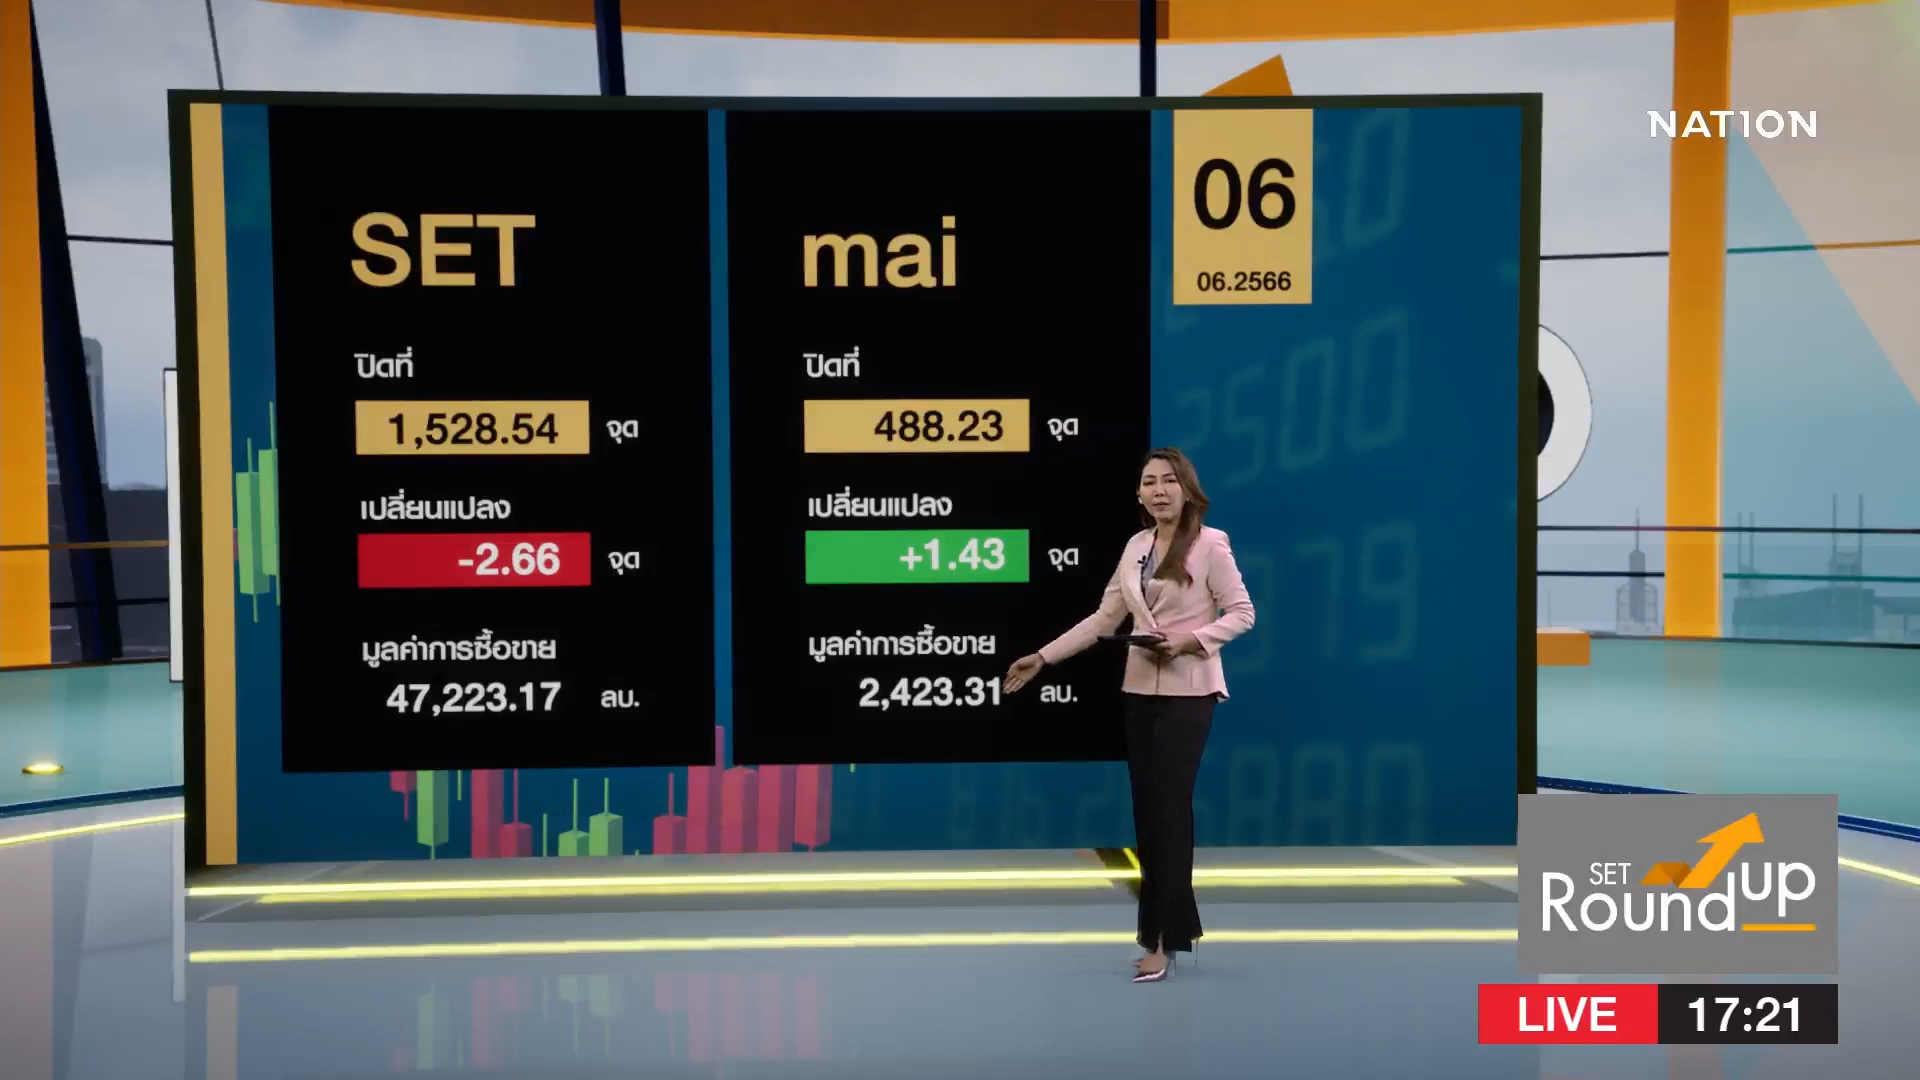 NATION
SET
ปิดที่
1,528.54 จุด
เปลี่ยนแปลง
-2.66 จุด
มูลค่าการซื้อขาย
47,223.17 ลบ.
mai
ปิดที่
488.23 จุด
เปลี่ยนแปลง
+1.43 จุด
มูลค่าการซื้อขาย
2,423.31 ลบ.
06
06.2566
2500
SET
Roundup
LIVE 17:21